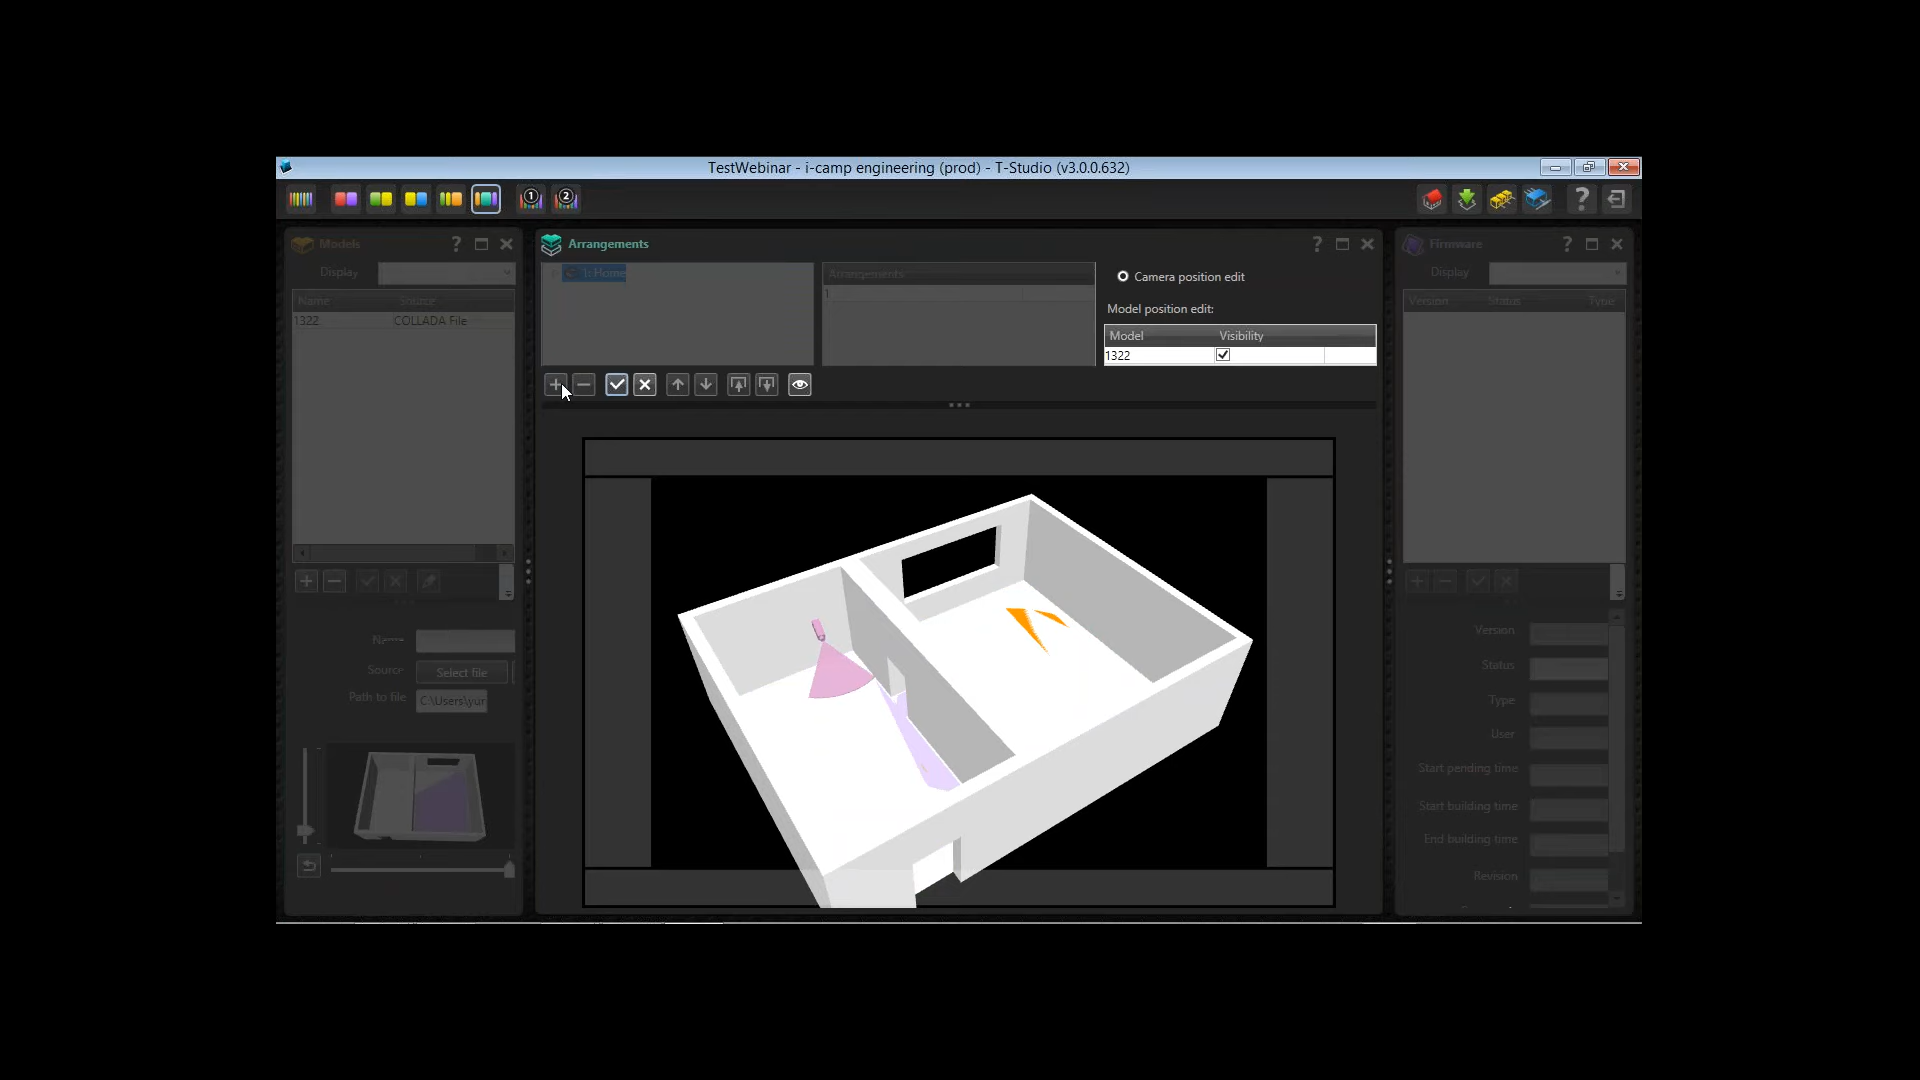 TestWebinar - i-camp engineering (prod) - T-Studio (v3.0.0.632)
1
2
?
Models
?
Display
Name Source
1322 COLLADA File
Name
Source Select file
Path to file C:\Users\yur
Arrangements
?
1: Home
Arrangements
1
Camera position edit
Model position edit:
Model Visibility
1322
Firmware
?
Display
Version Status Type
Version
Status
Type
User
Start pending time
Start building time
End building time
Revision